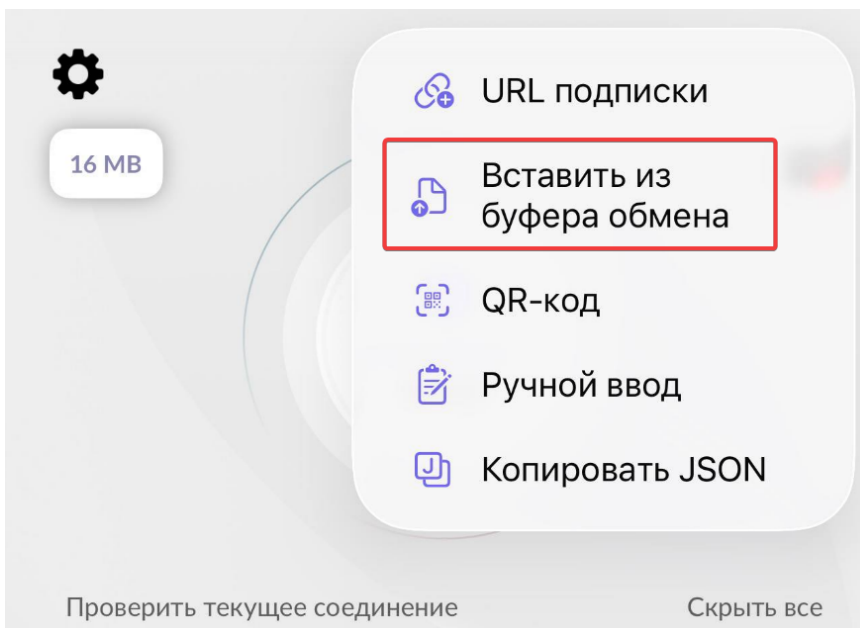 URL подписки
16 MB
Вставить из
буфера обмена
QR-код
Ручной ввод
Копировать JSON
Проверить текущее соединение
Скрыть все